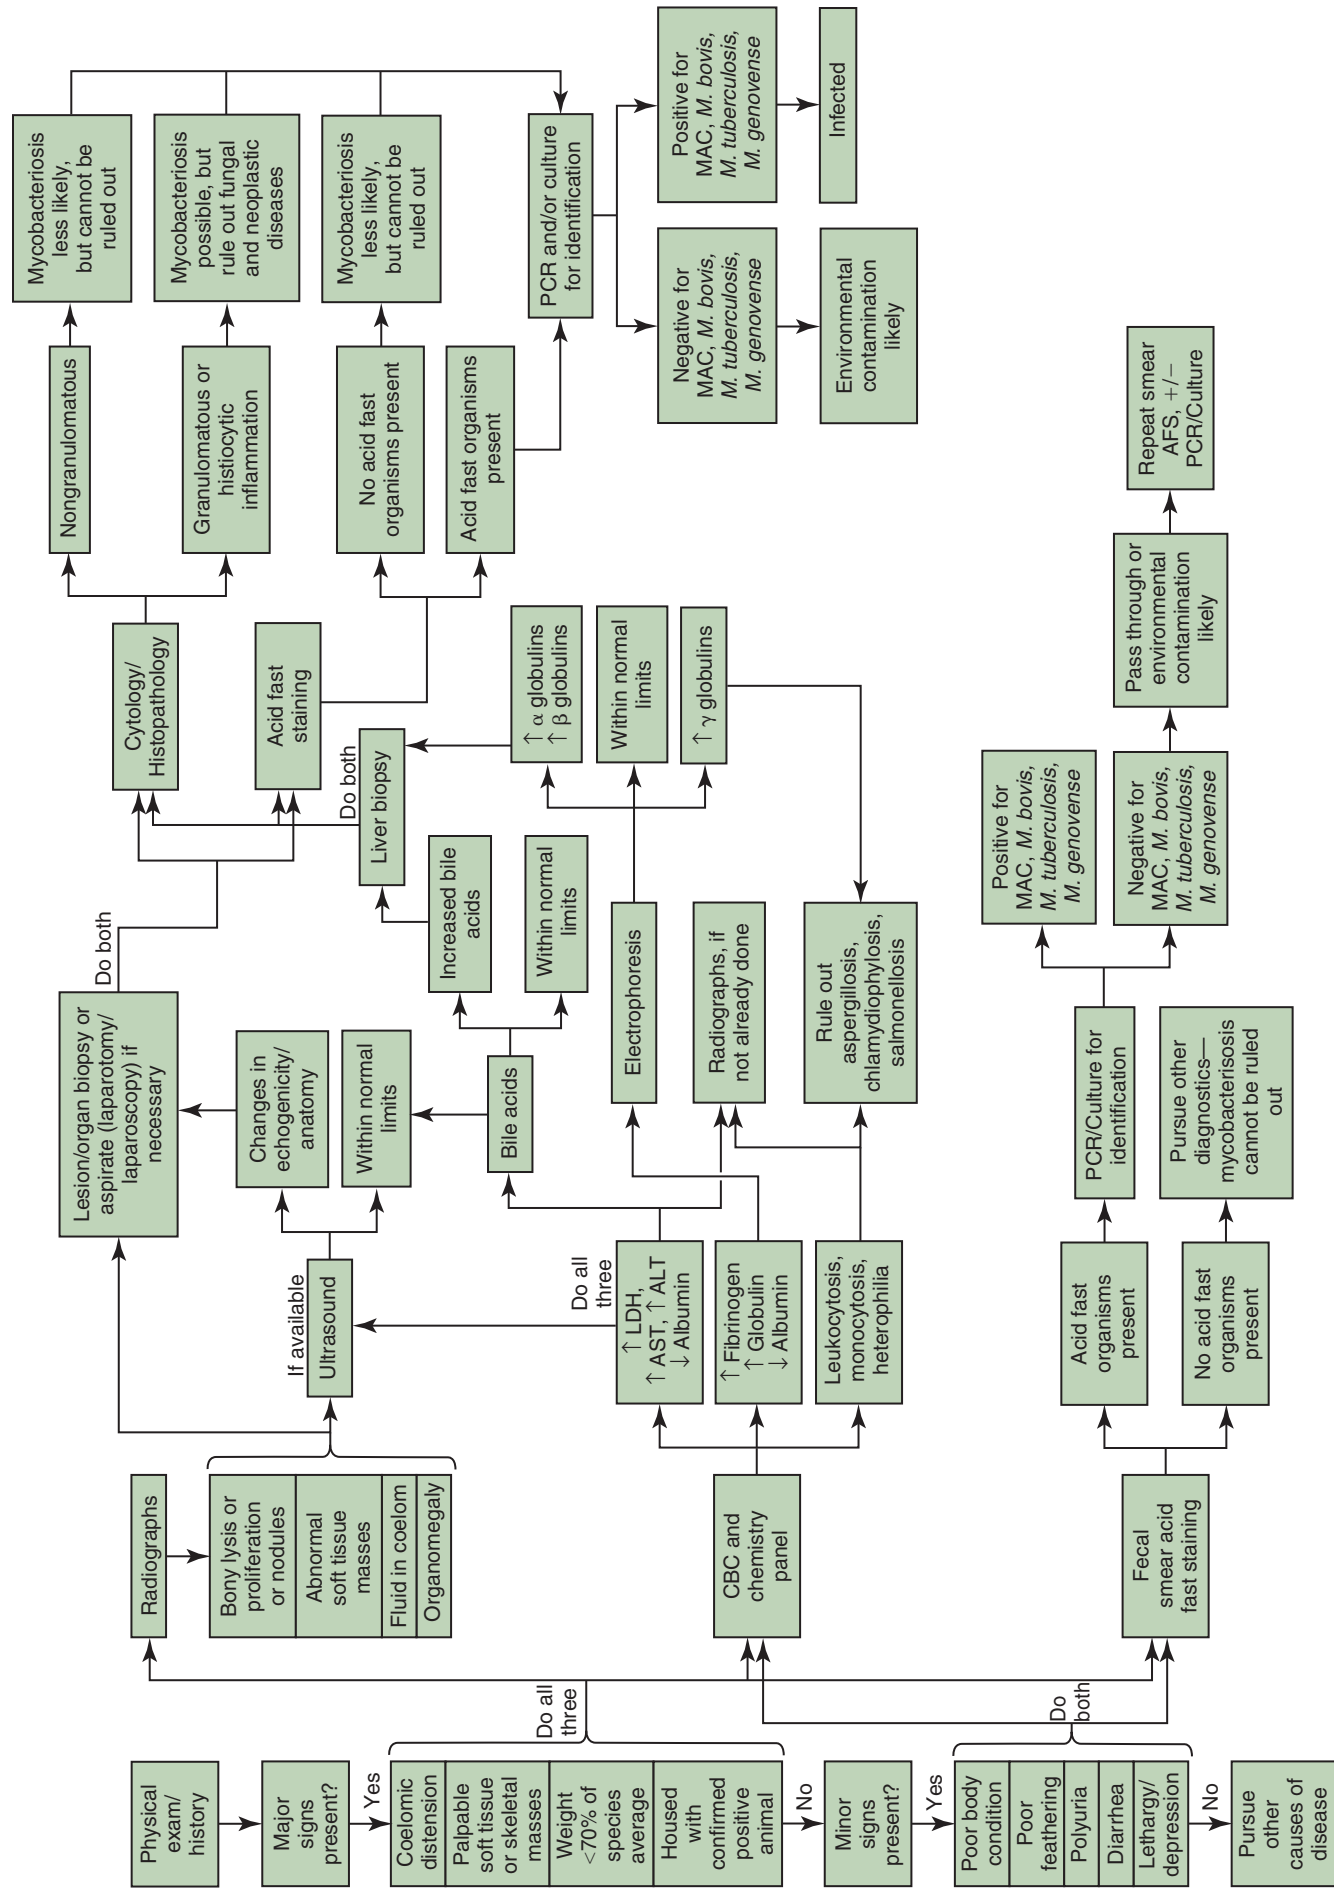 Physical
exam/
history
Major
signs
present?
Yes
Coelomic
distension
Palpable
soft tissue
or skeletal
masses
Weight
<70% of
species
average
Housed
with
confirmed
positive
animal
No
Minor
signs
present?
Yes
Poor body
condition
Poor
feathering
Polyuria
Diarrhea
Lethargy/
depression
No
Pursue
other
causes of
disease
Do all
three
Do
both
Radiographs
Bony lysis or
proliferation
or nodules
Abnormal
soft tissue
masses
Fluid in coelom
Organomegaly
CBC and
chemistry
panel
Fecal
smear acid
fast staining
If available
Ultrasound
Do all
three
↑ LDH,
↑ AST, ↑ ALT
↓ Albumin
↑ Fibrinogen
↑ Globulin
↓ Albumin
Leukocytosis,
monocytosis,
heterophilia
Acid fast
organisms
present
No acid fast
organisms
present
Lesion/organ biopsy or
aspirate (laparotomy/
laparoscopy) if
necessary
Do both
Changes in
echogenicity/
anatomy
Within normal
limits
Bile acids
Increased bile
acids
Within normal
limits
Electrophoresis
Radiographs, if
not already done
Rule out
aspergillosis,
chlamydiophylosis,
salmonellosis
PCR/Culture for
identification
Pursue other
diagnostics—
mycobacterisosis
cannot be ruled
out
Do both
Liver biopsy
Cytology/
Histopathology
Acid fast
staining
↑ α globulins
↑ β globulins
Within normal
limits
↑ γ globulins
Positive for
MAC, M. bovis,
M. tuberculosis,
M. genovense
Negative for
MAC, M. bovis,
M. tuberculosis,
M. genovense
Pass through or
environmental
contamination
likely
Repeat smear
AFS, +/−
PCR/Culture
Nongranulomatous
Granulomatous or
histiocytic
inflammation
No acid fast
organisms present
Acid fast organisms
present
Mycobacteriosis
less likely,
but cannot be
ruled out
Mycobacteriosis
possible, but
rule out fungal
and neoplastic
diseases
Mycobacteriosis
less likely,
but cannot be
ruled out
PCR and/or culture
for identification
Negative for
MAC, M. bovis,
M. tuberculosis,
M. genovense
Positive for
MAC, M. bovis,
M. tuberculosis,
M. genovense
Environmental
contamination
likely
Infected